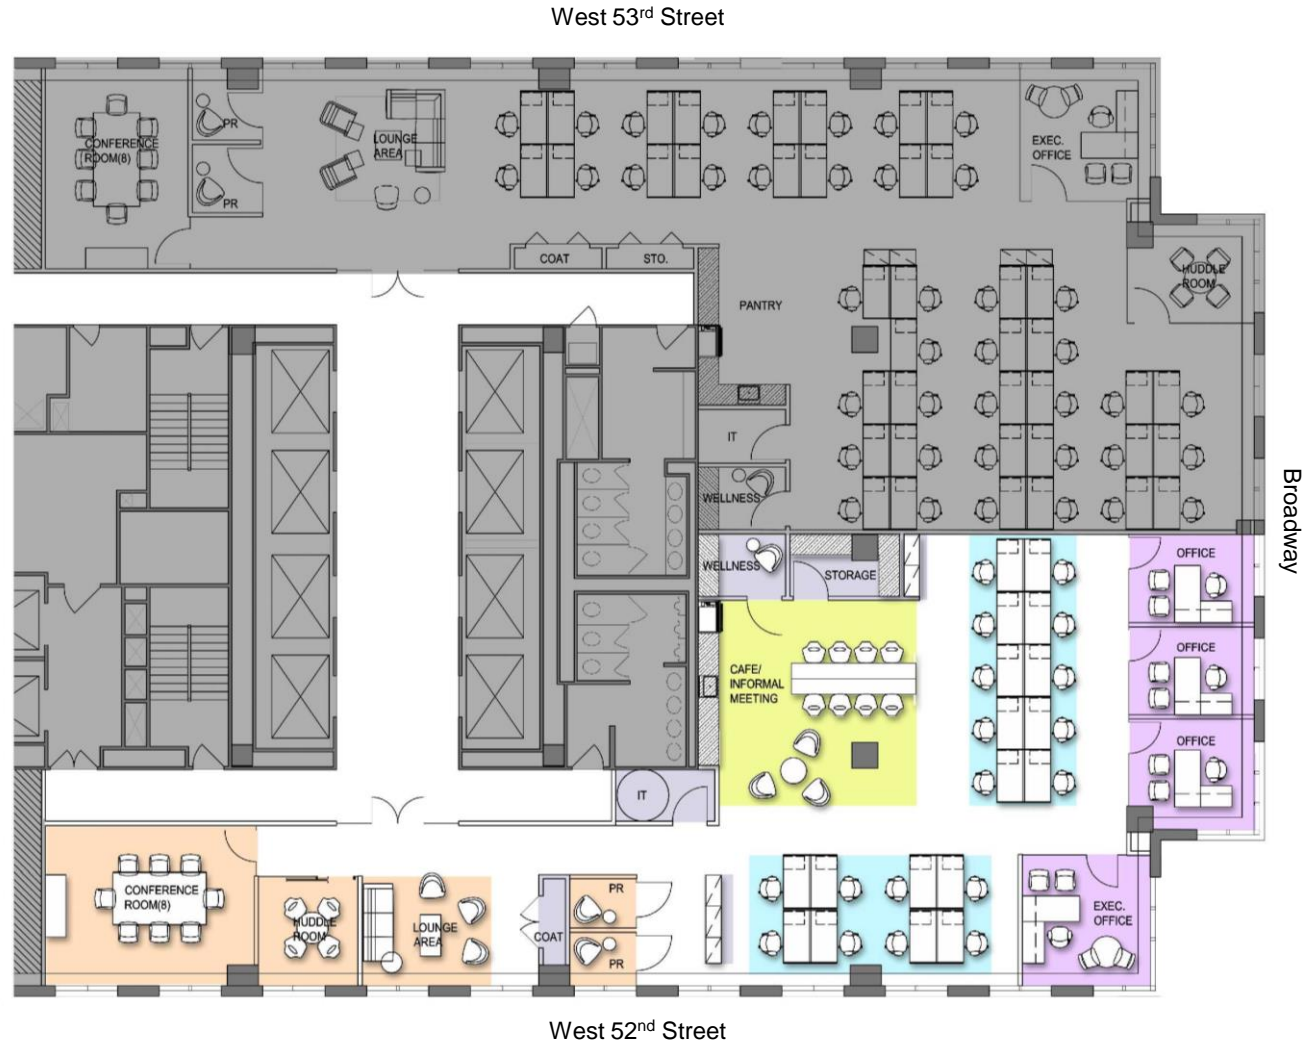 West 53rd Street
CONFERENCE
ROOM(8)
PR
PR
LOUNGE
AREA
EXEC.
OFFICE
COAT
STO.
HUDDLE
ROOM
PANTRY
IT
WELLNESS
Broadway
WELLNESS
STORAGE
OFFICE
CAFE/
INFORMAL
MEETING
OFFICE
OFFICE
IT
CONFERENCE
ROOM(8)
HUDDLE
ROOM
LOUNGE
AREA
COAT
PR
PR
EXEC.
OFFICE
West 52nd Street